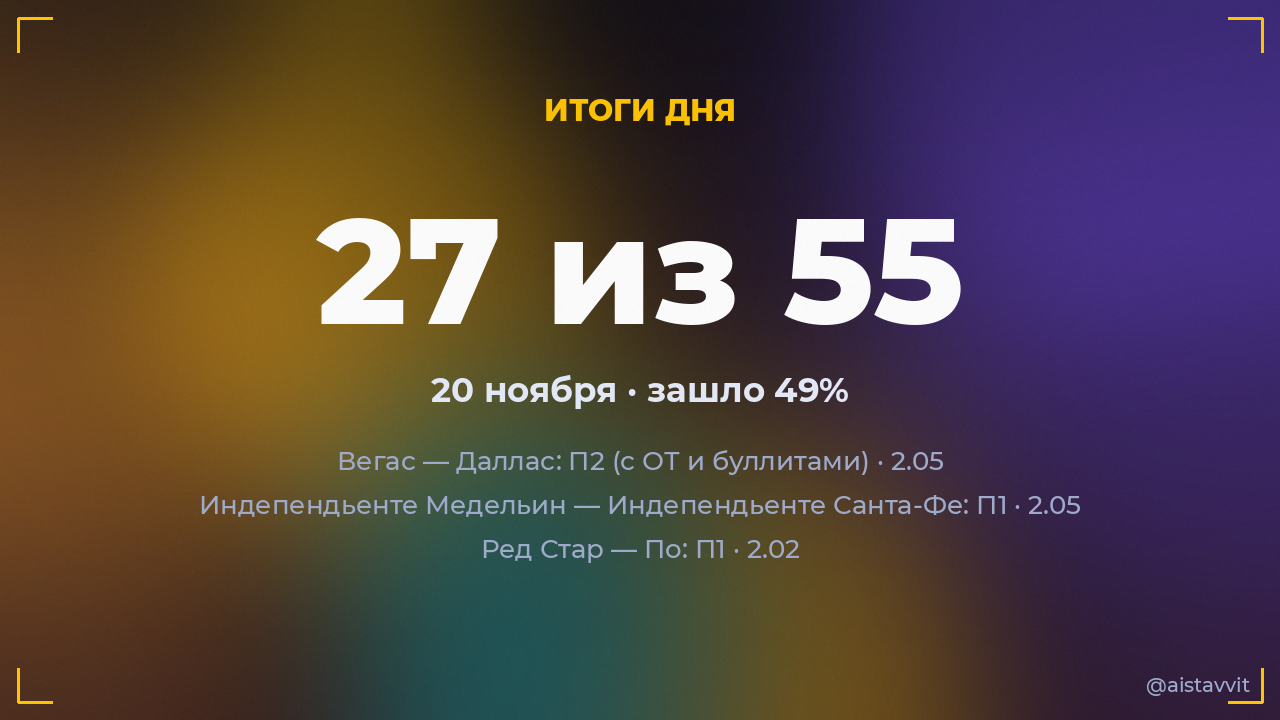 ИТОГИ ДНЯ
27 из 55
20 ноября · зашло 49%
Вегас — Даллас: П2 (с ОТ и буллитами) · 2.05
Индепендьенте Медельин — Индепендьенте Санта-Фе: П1 · 2.05
Ред Стар — По: П1 · 2.02
@aistavvit